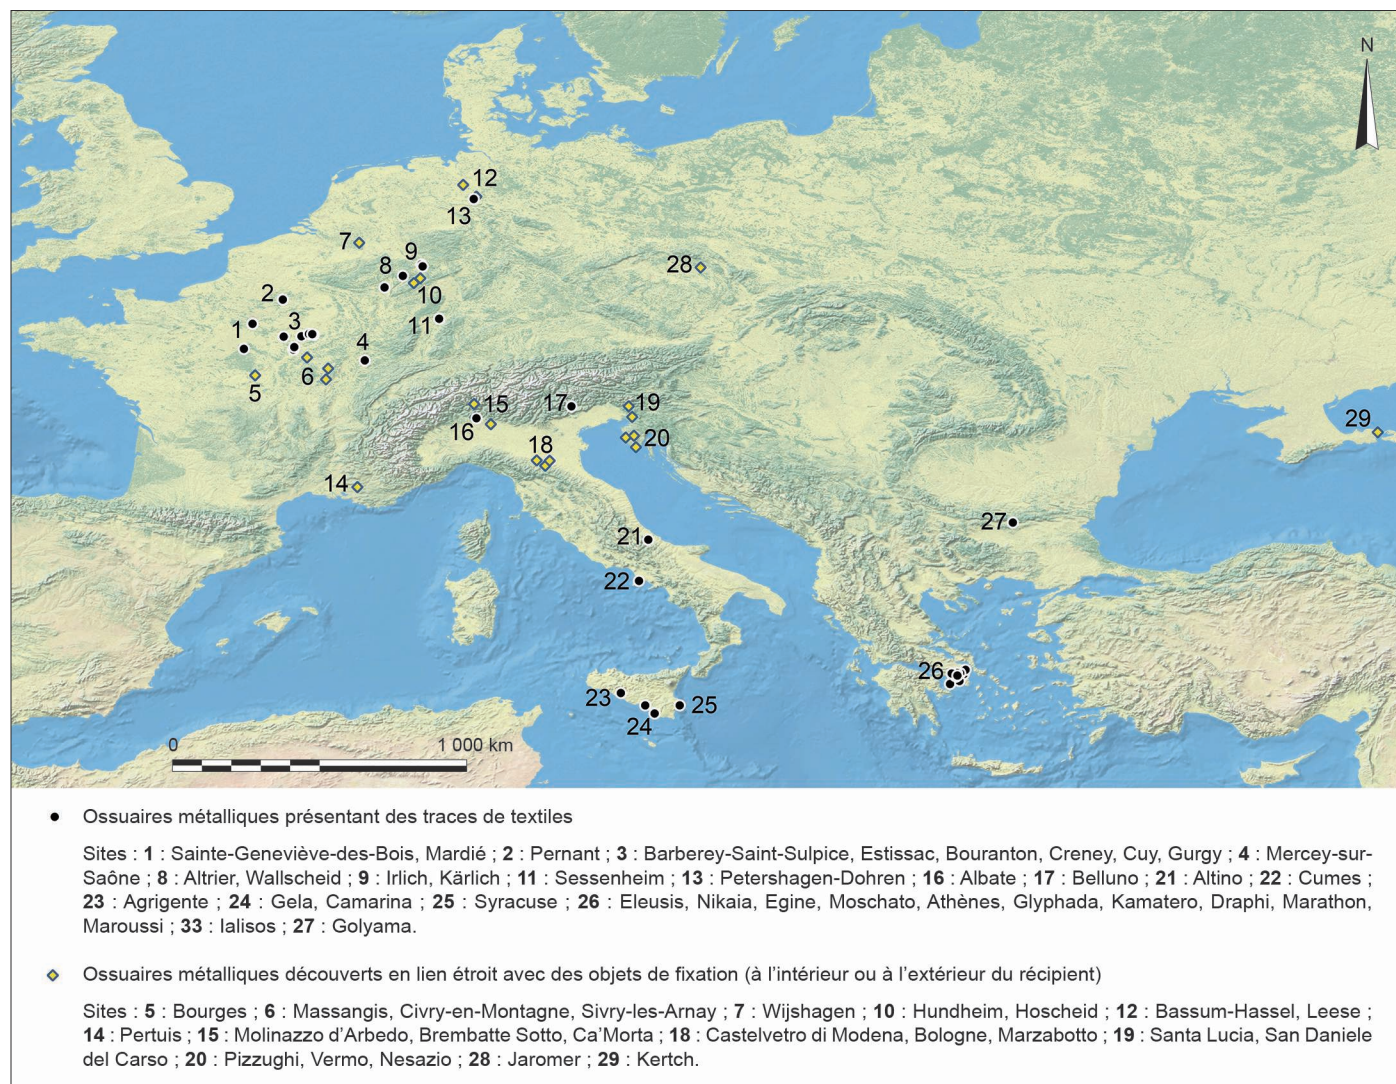 N
12
13
7
9
8
28
10
2
1
3
11
4
6
5
15
17
19
16
29
20
18
14
27
21
22
26
23
25
24
0
1 000 km
Ossuaires métalliques présentant des traces de textiles
Sites : 1 : Sainte-Geneviève-des-Bois, Mardié ; 2 : Pernant ; 3 : Barberey-Saint-Sulpice, Estissac, Bouranton, Creney, Cuy, Gurgy ; 4 : Mercey-sur-
Saône ; 8 : Altrier, Wallscheid ; 9 : Irlich, Kärlich ; 11 : Sessenheim ; 13 : Petershagen-Dohren ; 16 : Albate ; 17 : Belluno ; 21 : Altino ; 22 : Cumes ;
23 : Agrigente ; 24 : Gela, Camarina ; 25 : Syracuse ; 26 : Eleusis, Nikaia, Egine, Moschato, Athènes, Glyphada, Kamatero, Draphi, Marathon,
Maroussi ; 33 : Ialisos ; 27 : Golyama.
Ossuaires métalliques découverts en lien étroit avec des objets de fixation (à l'intérieur ou à l'extérieur du récipient)
Sites : 5 : Bourges ; 6 : Massangis, Civry-en-Montagne, Sivry-les-Arnay ; 7 : Wijshagen ; 10 : Hundheim, Hoscheid ; 12 : Bassum-Hassel, Leese ;
14 : Pertuis ; 15 : Molinazzo d'Arbedo, Brembatte Sotto, Ca'Morta ; 18 : Castelvetro di Modena, Bologne, Marzabotto ; 19 : Santa Lucia, San Daniele
del Carso ; 20 : Pizzughi, Vermo, Nesazio ; 28 : Jaromer ; 29 : Kertch.